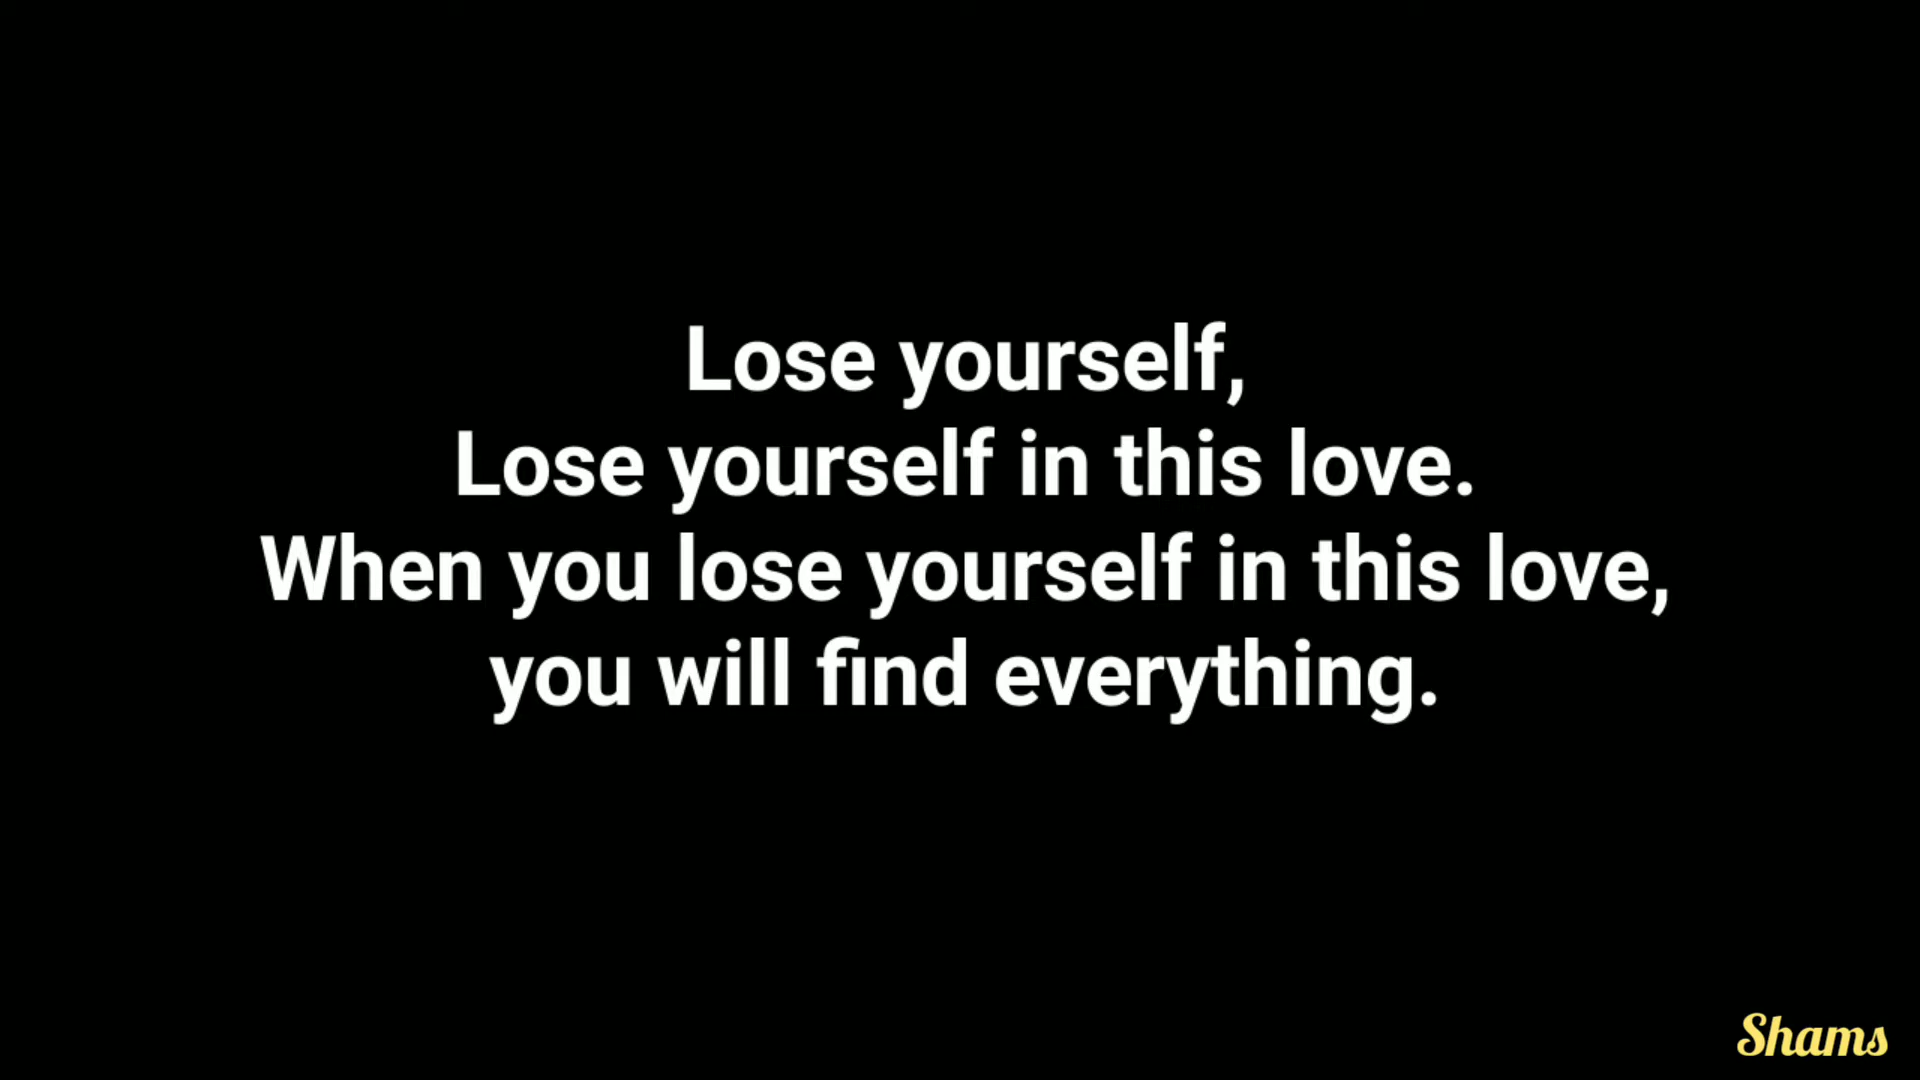 Lose yourself,
Lose yourself in this love.
When you lose yourself in this love,
you will find everything.
Shams